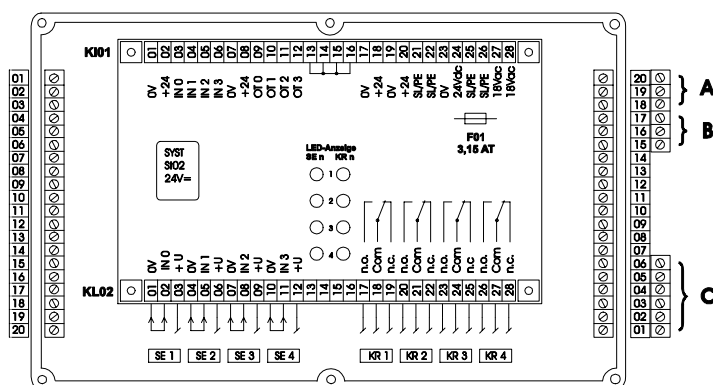 KI01
01 02 03 04 05 06 07 08 09 10 11 12 13 14 15 16 17 18 19 20 21 22 23 24 25 26 27 28
0V +24 IN 0 IN 1 IN 2 IN 3 0V +24 OT 0 OT 1 OT 2 OT 3 0V +24 0V +24 SL/PE SL/PE 0V 24Vdc SL/PE SL/PE 18Vac 18Vac
F01
3,15 AT
SYST
SIO2
24V=
LED-Anzeige
SE n KR n
1
2
3
4
0V IN 0 +U 0V IN 1 +U 0V IN 2 +U 0V IN 3 +U n.o. Com n.c. n.o. Com n.c. n.o. Com n.c. n.o. Com n.c.
KL02
01 02 03 04 05 06 07 08 09 10 11 12 13 14 15 16 17 18 19 20 21 22 23 24 25 26 27 28
SE 1 SE 2 SE 3 SE 4 KR 1 KR 2 KR 3 KR 4
01
02
03
04
05
06
07
08
09
10
11
12
13
14
15
16
17
18
19
20
20
19
18
17
16
15
14
13
12
11
10
09
08
07
06
05
04
03
02
01
A
B
C